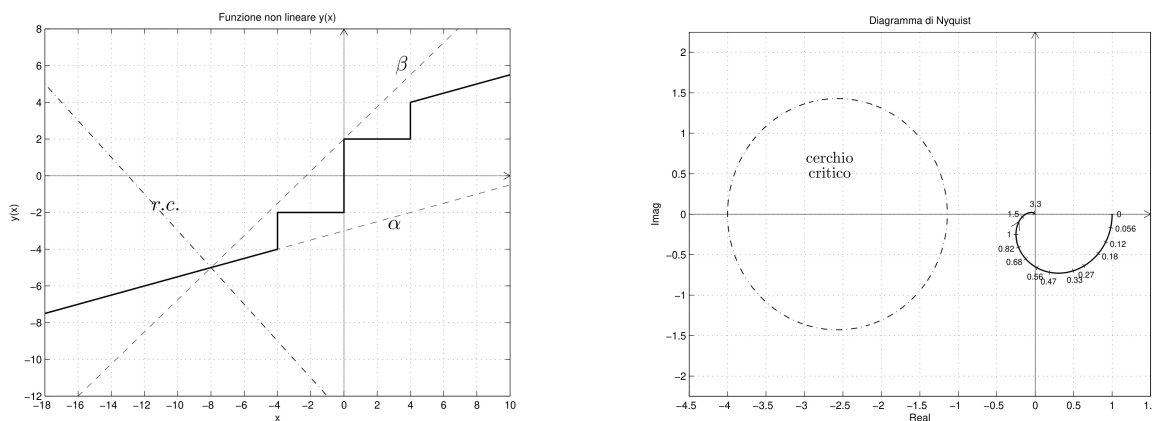 Funzione non lineare y(x)
8
6
4
2
0
−2
−4
−6
−8
−10
−12
y(x)
β
r.c.
α
−18 −16 −14 −12 −10 −8 −6 −4 −2 0 2 4 6 8 10
x
Diagramma di Nyquist
2
1.5
1
0.5
0
−0.5
−1
−1.5
−2
Imag
cerchio
critico
3.3
1.5
0
1
0.056
0.82
0.12
0.68
0.18
0.56
0.47
0.33
0.27
−4.5 −4 −3.5 −3 −2.5 −2 −1.5 −1 −0.5 0 0.5 1 1.
Real